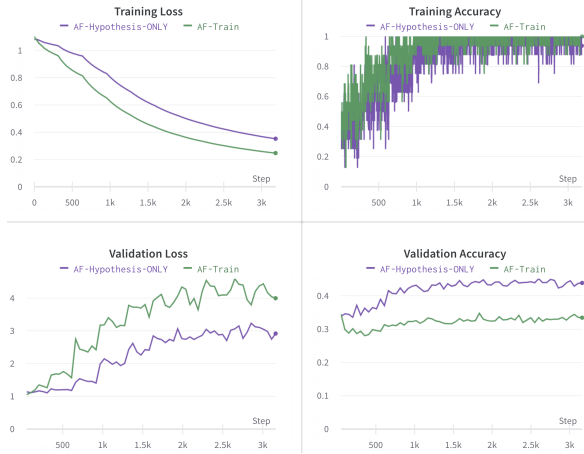 Training Loss
AF-Hypothesis-ONLY AF-Train
1
0.8
0.6
0.4
0.2
0
Step
0 500 1k 1.5k 2k 2.5k 3k
Training Accuracy
AF-Hypothesis-ONLY AF-Train
1
0.8
0.6
0.4
0.2
0
Step
500 1k 1.5k 2k 2.5k 3k
Validation Loss
AF-Hypothesis-ONLY AF-Train
4
3
2
1
0
Step
500 1k 1.5k 2k 2.5k 3k
Validation Accuracy
AF-Hypothesis-ONLY AF-Train
0.4
0.3
0.2
0.1
0
Step
500 1k 1.5k 2k 2.5k 3k